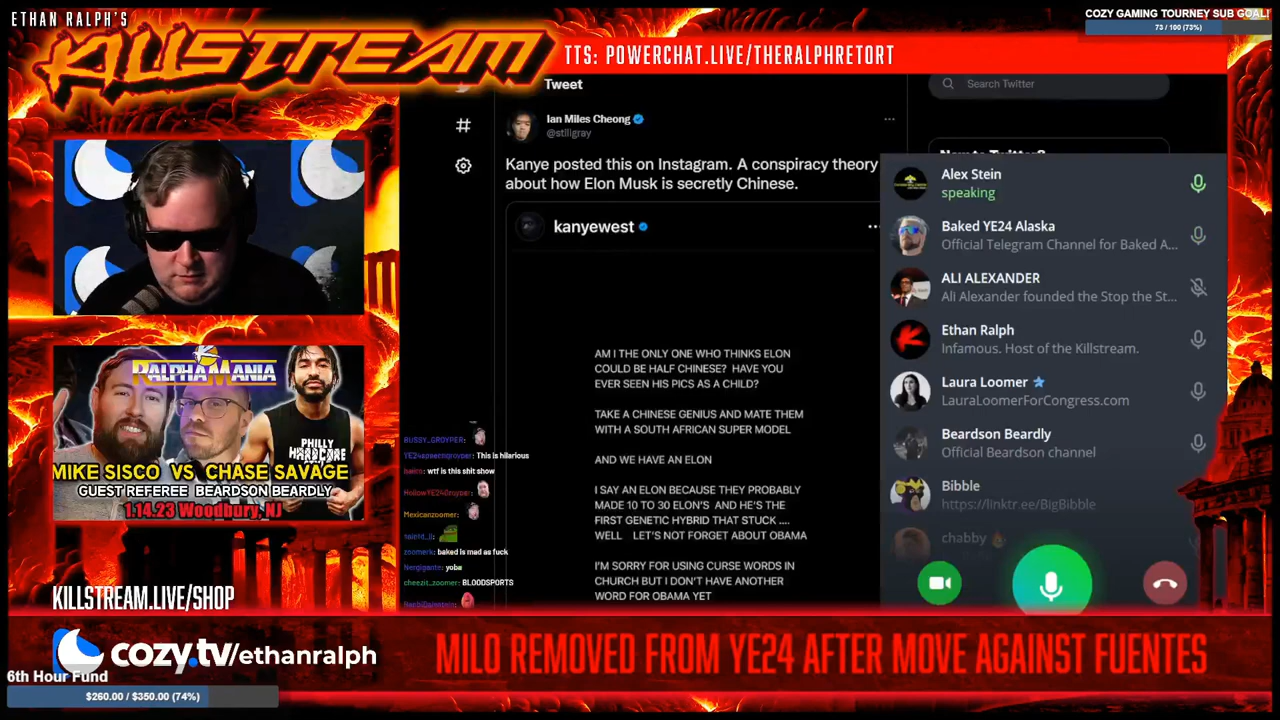 ETHAN RALPH'S
KILLSTREAM
TTS: POWERCHAT.LIVE/THERALPHRETORT
COZY GAMING TOURNEY SUB GOAL!
73 / 100 (73%)
Tweet
Search Twitter
Ian Miles Cheong
@stillgray
Kanye posted this on Instagram. A conspiracy theory
about how Elon Musk is secretly Chinese.
kanyewest
AM I THE ONLY ONE WHO THINKS ELON
COULD BE HALF CHINESE? HAVE YOU
EVER SEEN HIS PICS AS A CHILD?
TAKE A CHINESE GENIUS AND MATE THEM
WITH A SOUTH AFRICAN SUPER MODEL
AND WE HAVE AN ELON
I SAY AN ELON BECAUSE THEY PROBABLY
MADE 10 TO 30 ELON'S AND HE'S THE
FIRST GENETIC HYBRID THAT STUCK ....
WELL LET'S NOT FORGET ABOUT OBAMA
I'M SORRY FOR USING CURSE WORDS IN
CHURCH BUT I DON'T HAVE ANOTHER
WORD FOR OBAMA YET
Alex Stein
speaking
Baked YE24 Alaska
Official Telegram Channel for Baked A...
ALI ALEXANDER
Ali Alexander founded the Stop the St...
Ethan Ralph
Infamous. Host of the Killstream.
Laura Loomer
LauraLoomerForCongress.com
Beardson Beardly
Official Beardson channel
Bibble
https://linktr.ee/BigBibble
chabby
BUSSY_GROYPER:
This is hilarious
wtf is this shit show
Mexicanzoomer:
zoomerk: baked is mad as fuck
Nergigante: yobe
cheezit_zoomer: BLOODSPORTS
RALPHAMANIA
PHILLY
HARDCORE
MIKE SISCO VS. CHASE SAVAGE
GUEST REFEREE BEARDSON BEARDLY
1.14.23 Woodbury, NJ
KILLSTREAM.LIVE/SHOP
cozy.tv/ethanralph
6th Hour Fund
$260.00 / $350.00 (74%)
MILO REMOVED FROM YE24 AFTER MOVE AGAINST FUENTES